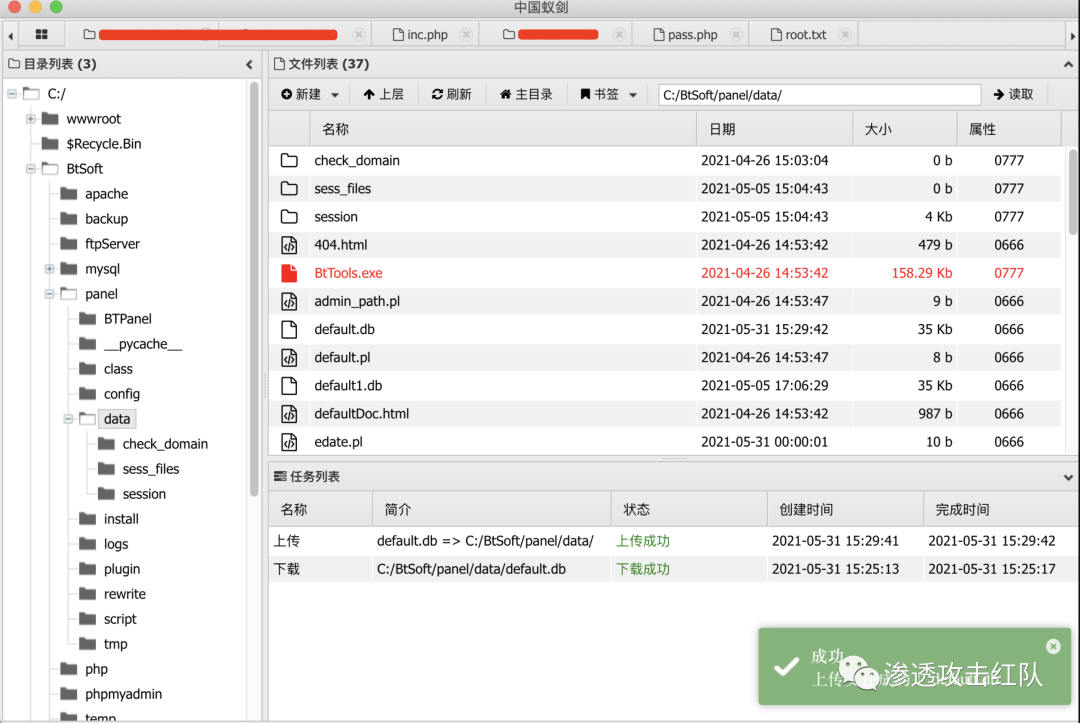 中国蚁剑
inc.php pass.php root.txt
目录列表 (3)
C:/
wwwroot
$Recycle.Bin
BtSoft
apache
backup
ftpServer
mysql
panel
BTPanel
__pycache__
class
config
data
check_domain
sess_files
session
install
logs
plugin
rewrite
script
tmp
php
phpmyadmin
temp
文件列表 (37)
新建 上层 刷新 主目录 书签 C:/BtSoft/panel/data/ 读取
名称 日期 大小 属性
check_domain 2021-04-26 15:03:04 0 b 0777
sess_files 2021-05-05 15:04:43 0 b 0777
session 2021-05-05 15:04:43 4 Kb 0777
404.html 2021-04-26 14:53:42 479 b 0666
BtTools.exe 2021-04-26 14:53:42 158.29 Kb 0777
admin_path.pl 2021-04-26 14:53:47 9 b 0666
default.db 2021-05-31 15:29:42 35 Kb 0666
default.pl 2021-04-26 14:53:47 8 b 0666
default1.db 2021-05-05 17:06:29 35 Kb 0666
defaultDoc.html 2021-04-26 14:53:42 987 b 0666
edate.pl 2021-05-31 00:00:01 10 b 0666
任务列表
名称 简介 状态 创建时间 完成时间
上传 default.db => C:/BtSoft/panel/data/ 上传成功 2021-05-31 15:29:41 2021-05-31 15:29:42
下载 C:/BtSoft/panel/data/default.db 下载成功 2021-05-31 15:25:13 2021-05-31 15:25:17
成功
渗透攻击红队